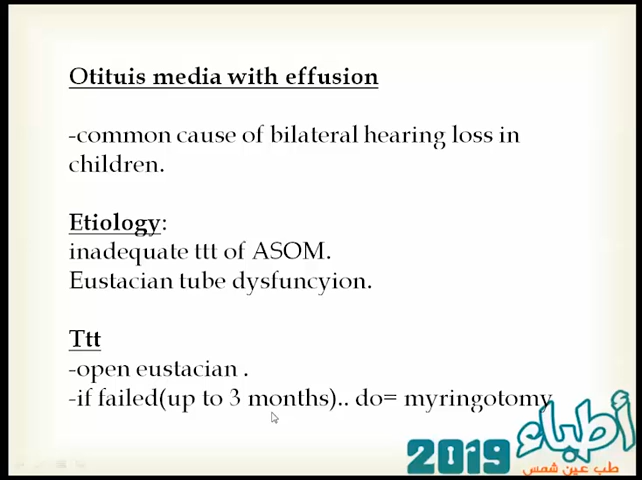 Otituis media with effusion
-common cause of bilateral hearing loss in
children.
Etiology:
inadequate ttt of ASOM.
Eustacian tube dysfuncyion.
Ttt
-open eustacian .
-if failed(up to 3 months).. do= myringotomy
أطباء
2019
طب عين شمس